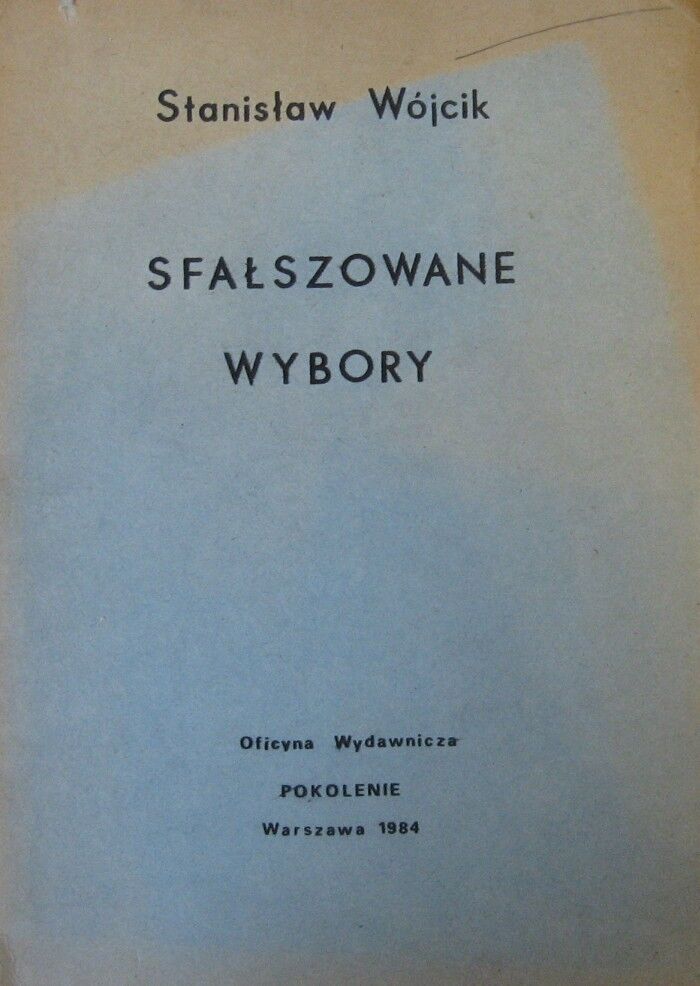 Stanisław Wójcik
SFAŁSZOWANE
WYBORY
Oficyna Wydawnicza
POKOLENIE
Warszawa 1984